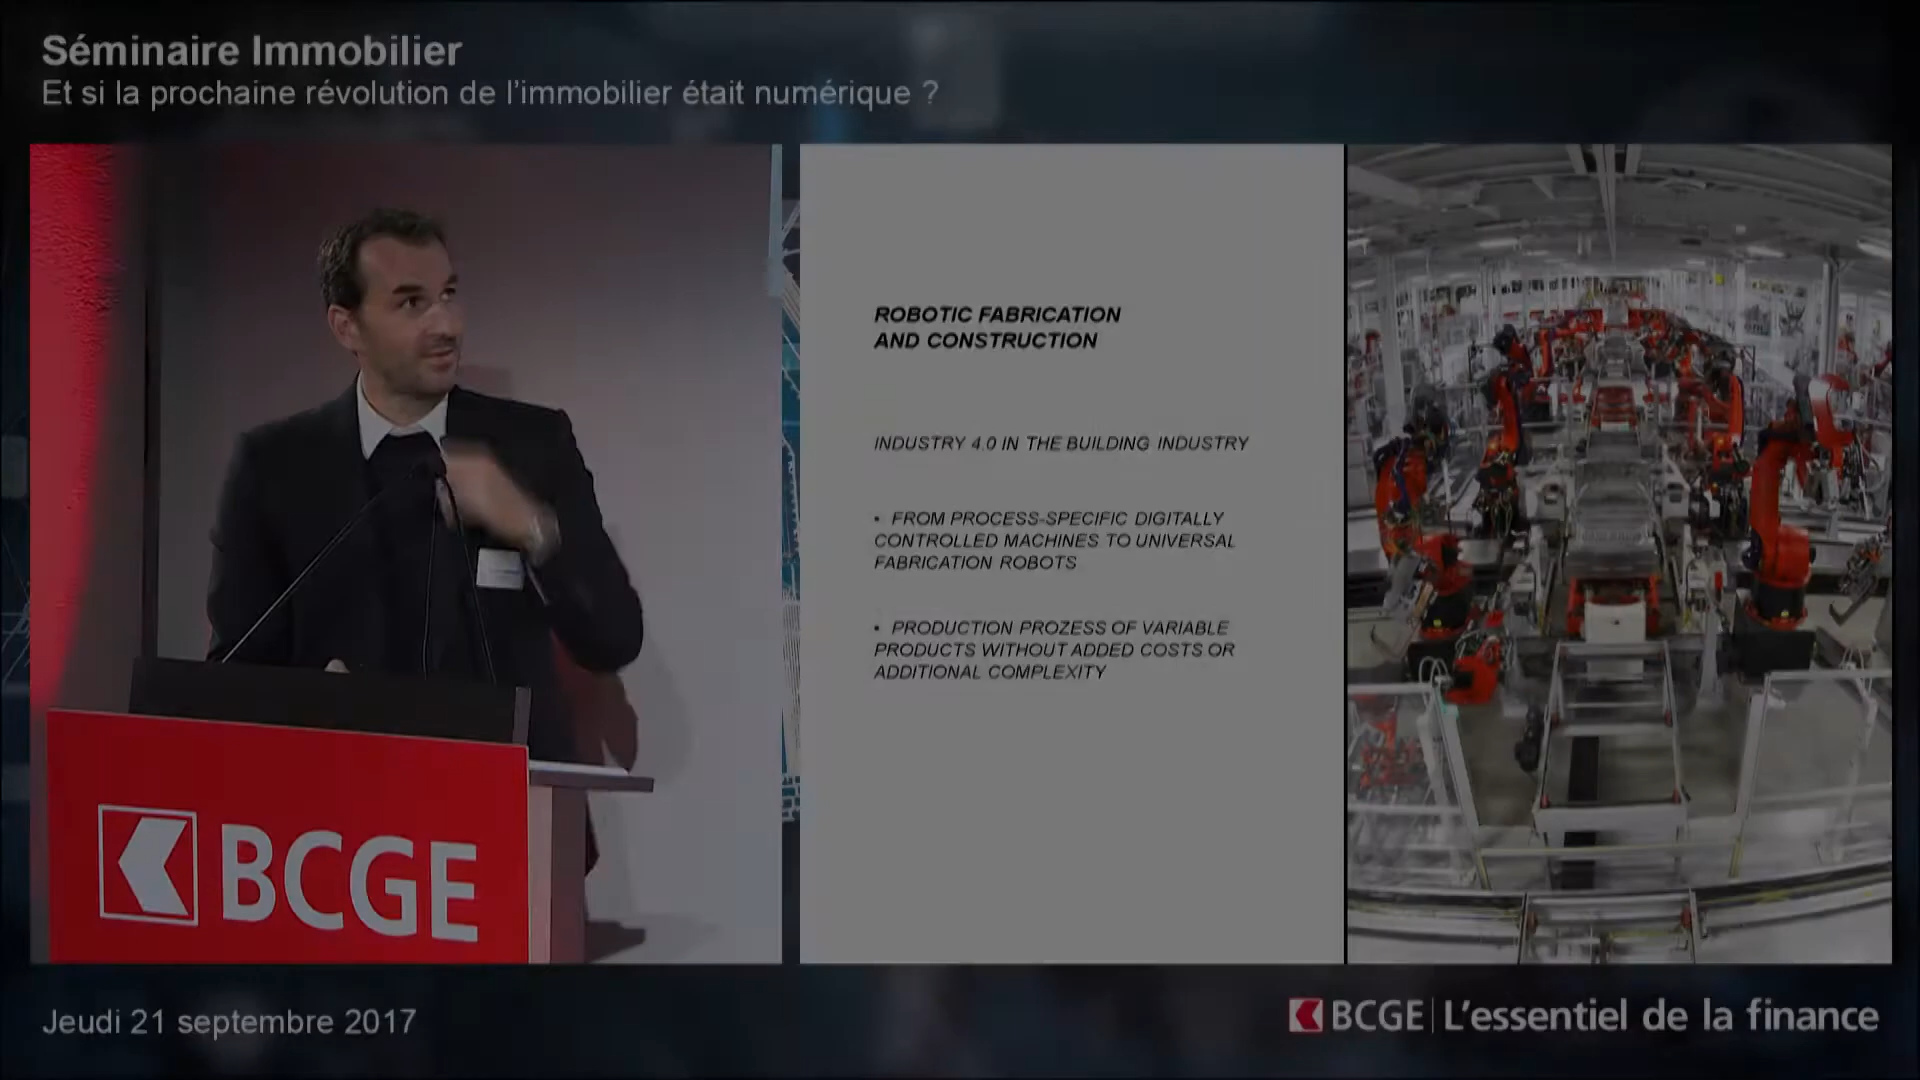 Séminaire Immobilier
Et si la prochaine révolution de l'immobilier était numérique ?
ROBOTIC FABRICATION
AND CONSTRUCTION
INDUSTRY 4.0 IN THE BUILDING INDUSTRY
• FROM PROCESS-SPECIFIC DIGITALLY
CONTROLLED MACHINES TO UNIVERSAL
FABRICATION ROBOTS
• PRODUCTION PROZESS OF VARIABLE
PRODUCTS WITHOUT ADDED COSTS OR
ADDITIONAL COMPLEXITY
BCGE
Jeudi 21 septembre 2017
BCGE L'essentiel de la finance